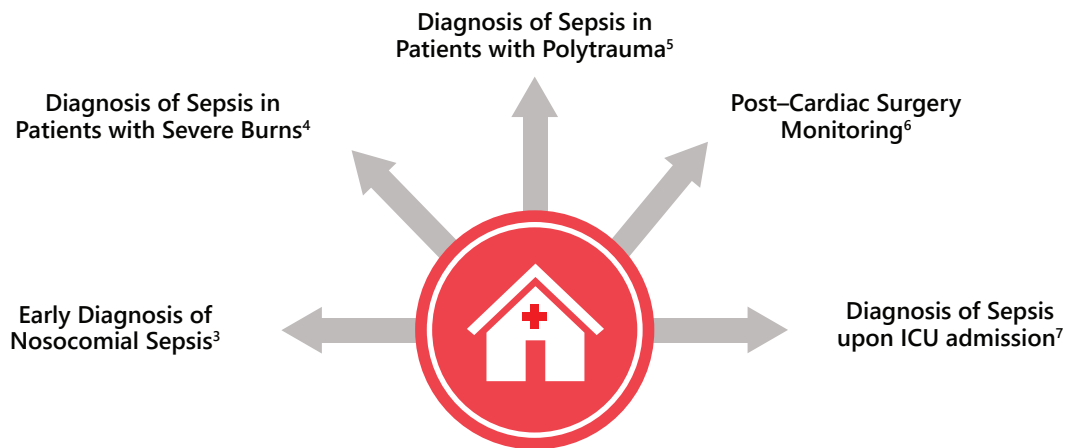 Diagnosis of Sepsis in
Patients with Polytrauma⁵
Diagnosis of Sepsis in
Patients with Severe Burns⁴
Post–Cardiac Surgery
Monitoring⁶
Early Diagnosis of
Nosocomial Sepsis³
Diagnosis of Sepsis
upon ICU admission⁷